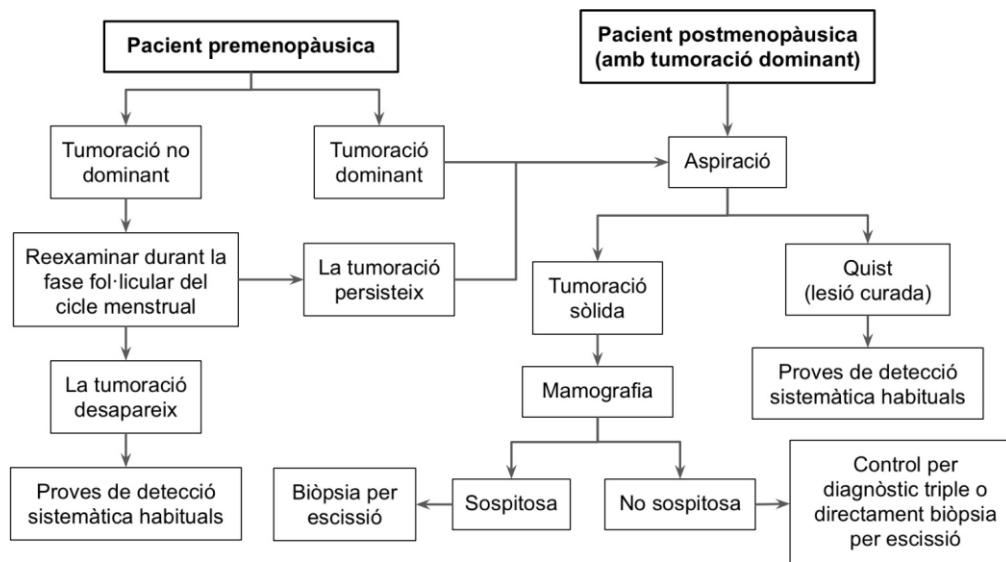 Pacient premenopàusica
Pacient postmenopàusica
(amb tumoració dominant)
Tumoració no
dominant
Tumoració
dominant
Aspiració
Reexaminar durant la
fase fol·licular del
cicle menstrual
La tumoració
persisteix
Tumoració
sòlida
Quist
(lesió curada)
La tumoració
desapareix
Mamografia
Proves de detecció
sistemàtica habituals
Proves de detecció
sistemàtica habituals
Biòpsia per
escissió
Sospitosa
No sospitosa
Control per
diagnòstic triple o
directament biòpsia
per escissió